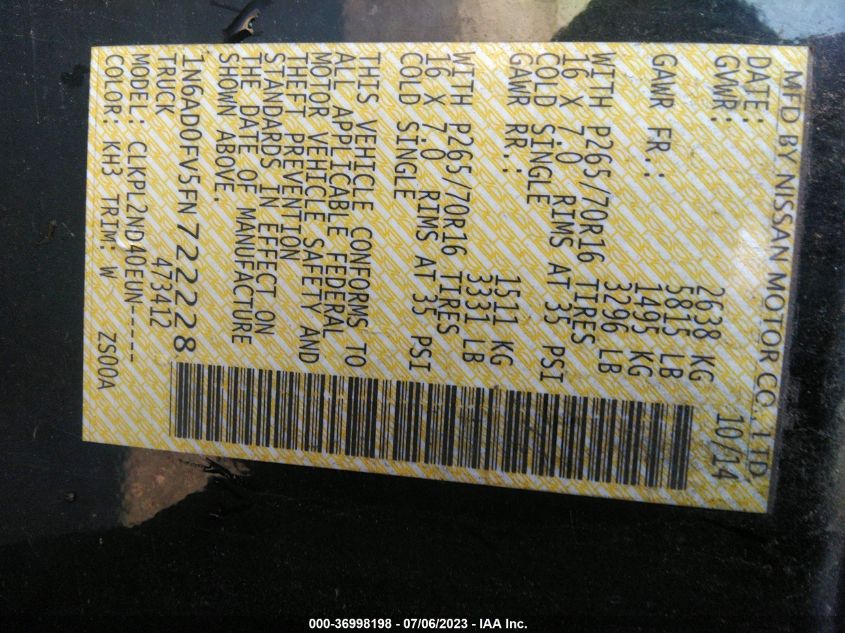 MFD BY NISSAN MOTOR CO., LTD.
DATE: 10/14
GVWR: 2638 KG
5815 LB
GAWR FR.: 1495 KG
3296 LB
WITH P265/70R16 TIRES
16 X 7.0 RIMS AT 35 PSI
COLD SINGLE
GAWR RR.: 1511 KG
3331 LB
WITH P265/70R16 TIRES
16 X 7.0 RIMS AT 35 PSI
COLD SINGLE
THIS VEHICLE CONFORMS TO
ALL APPLICABLE FEDERAL
MOTOR VEHICLE SAFETY AND
THEFT PREVENTION
STANDARDS IN EFFECT ON
THE DATE OF MANUFACTURE
SHOWN ABOVE.
1N6AD0FV5FN722228
TRUCK 473412
MODEL: CLKPL2ND40EUN-----
COLOR: KH3 TRIM: W ZS00A
000-36998198 - 07/06/2023 - IAA Inc.